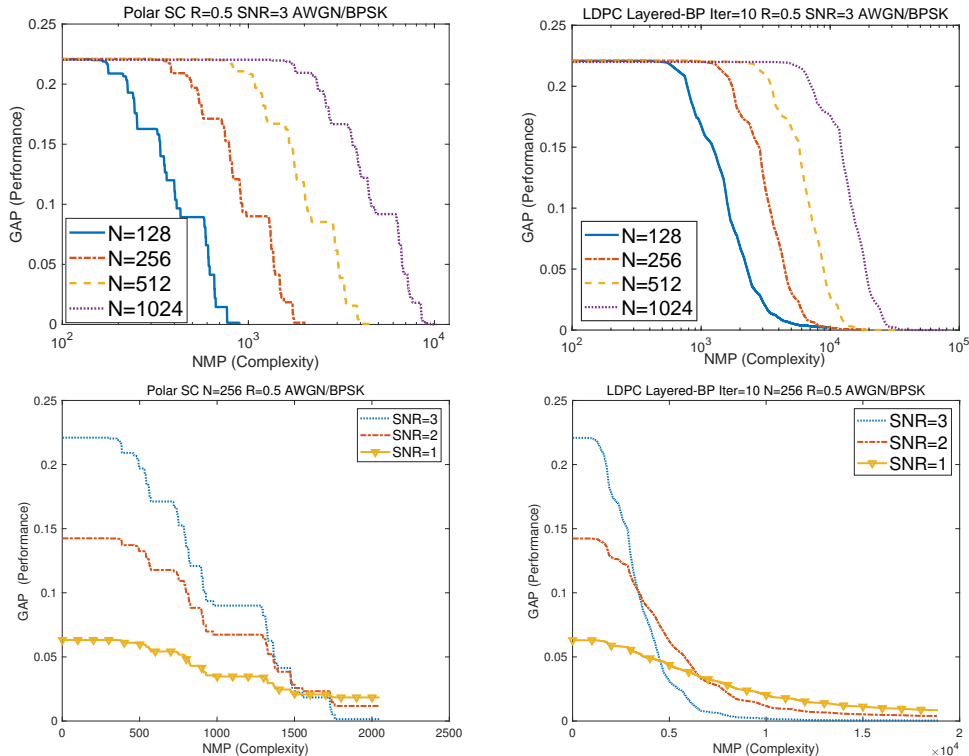 Polar SC R=0.5 SNR=3 AWGN/BPSK
0.25
0.2
0.15
0.1
0.05
0
GAP (Performance)
N=128
N=256
N=512
N=1024
10^2
10^3
10^4
NMP (Complexity)
LDPC Layered-BP Iter=10 R=0.5 SNR=3 AWGN/BPSK
0.25
0.2
0.15
0.1
0.05
0
GAP (Performance)
N=128
N=256
N=512
N=1024
10^2
10^3
10^4
10^5
NMP (Complexity)
Polar SC N=256 R=0.5 AWGN/BPSK
0.25
0.2
0.15
0.1
0.05
0
GAP (Performance)
SNR=3
SNR=2
SNR=1
0
500
1000
1500
2000
2500
NMP (Complexity)
LDPC Layered-BP Iter=10 N=256 R=0.5 AWGN/BPSK
0.25
0.2
0.15
0.1
0.05
0
GAP (Performance)
SNR=3
SNR=2
SNR=1
0
0.5
1
1.5
2
×10^4
NMP (Complexity)